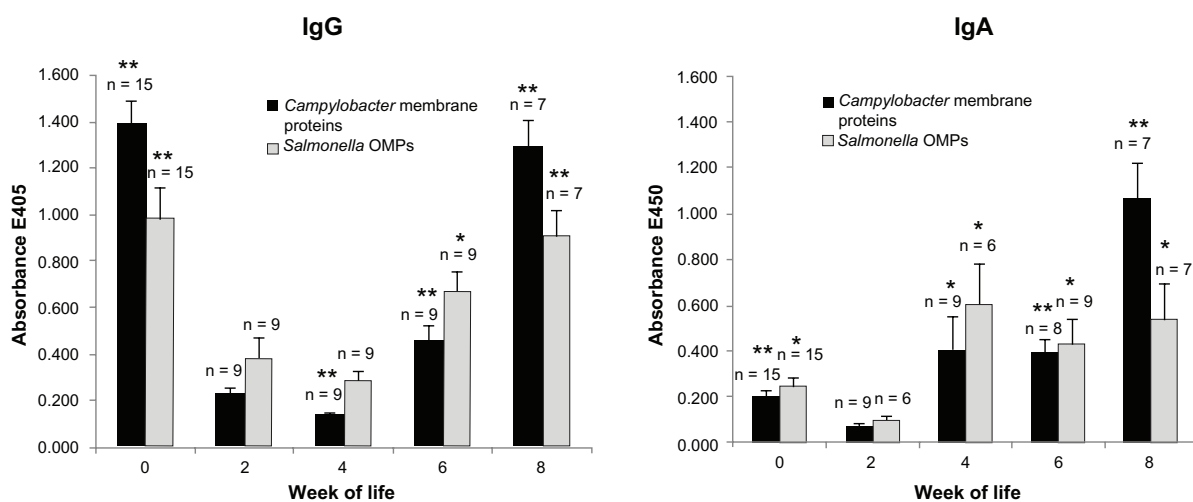 IgG
Absorbance E405
1.600
1.400
1.200
1.000
0.800
0.600
0.400
0.200
0.000
**
n = 15
**
n = 15
n = 9
n = 9
**
n = 9
n = 9
**
n = 9
*
n = 9
**
n = 7
**
n = 7
Campylobacter membrane
proteins
Salmonella OMPs
0 2 4 6 8
Week of life
IgA
Absorbance E450
1.600
1.400
1.200
1.000
0.800
0.600
0.400
0.200
0.000
**
n = 15
*
n = 15
n = 9
n = 6
*
n = 9
*
n = 6
**
n = 8
*
n = 9
**
n = 7
*
n = 7
Campylobacter membrane
proteins
Salmonella OMPs
0 2 4 6 8
Week of life